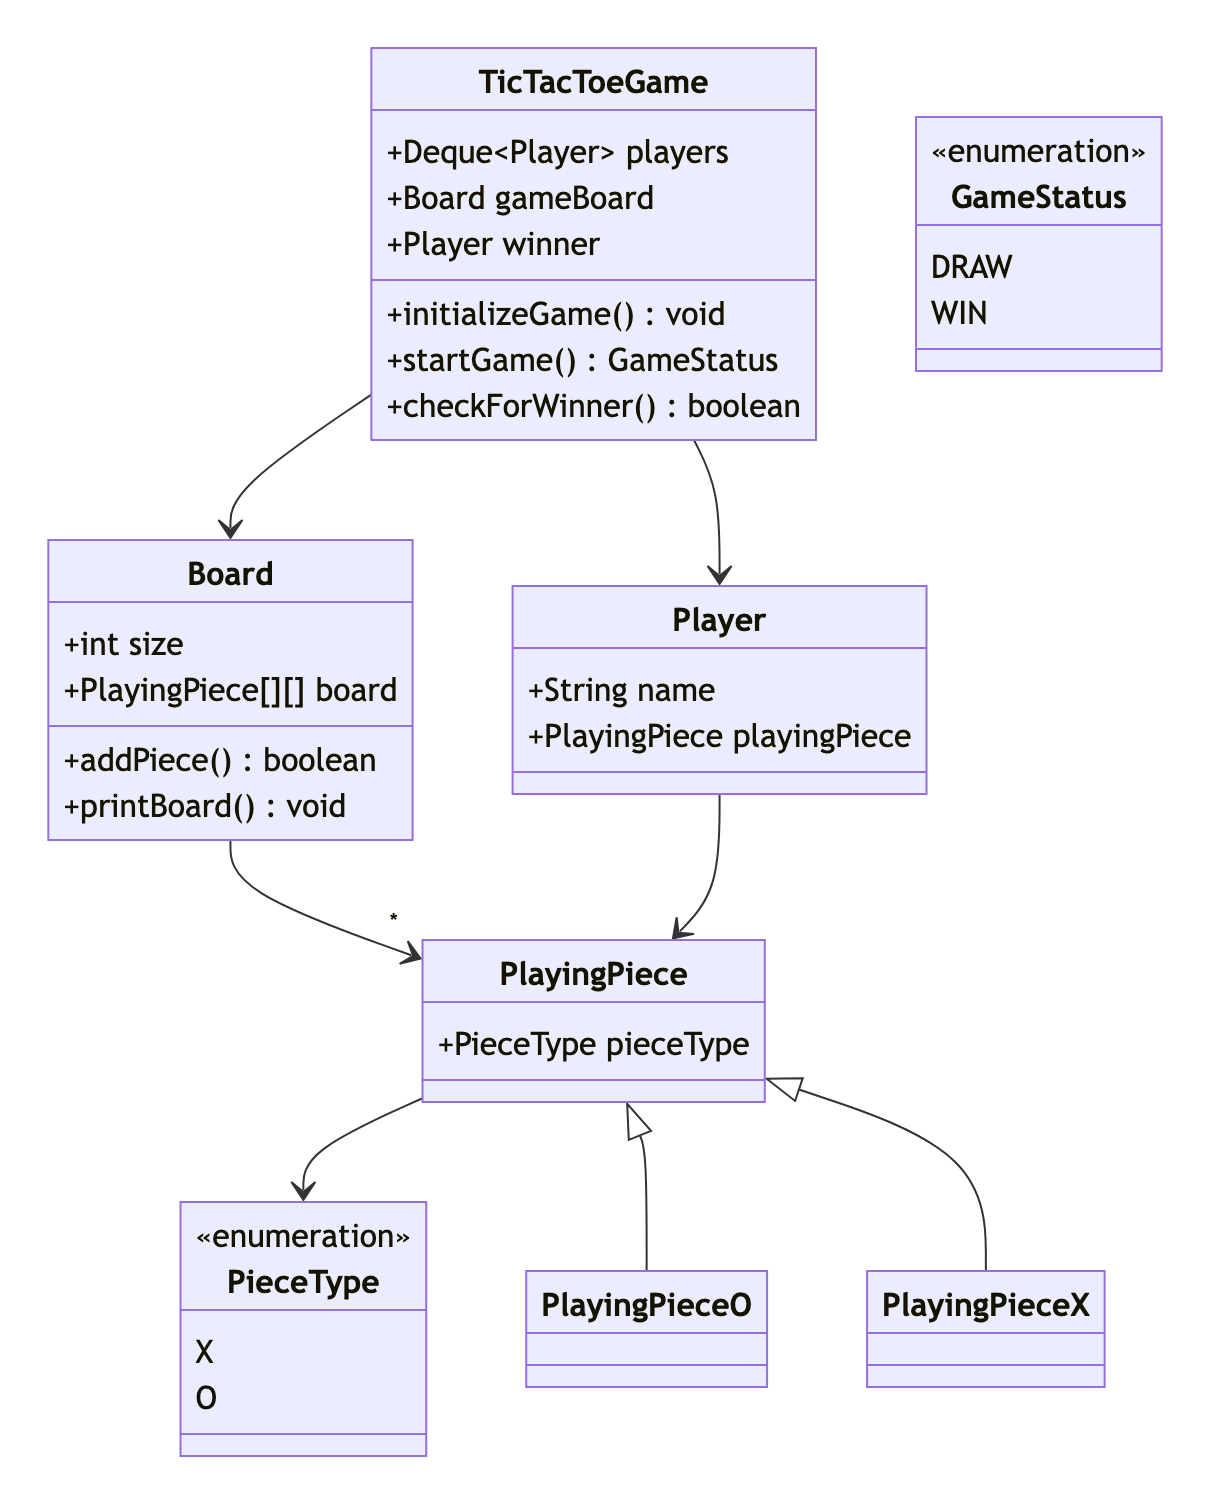 TicTacToeGame
+Deque<Player> players
+Board gameBoard
+Player winner
+initializeGame() : void
+startGame() : GameStatus
+checkForWinner() : boolean
«enumeration»
GameStatus
DRAW
WIN
Board
+int size
+PlayingPiece[][] board
+addPiece() : boolean
+printBoard() : void
Player
+String name
+PlayingPiece playingPiece
*
PlayingPiece
+PieceType pieceType
«enumeration»
PieceType
X
O
PlayingPieceO
PlayingPieceX